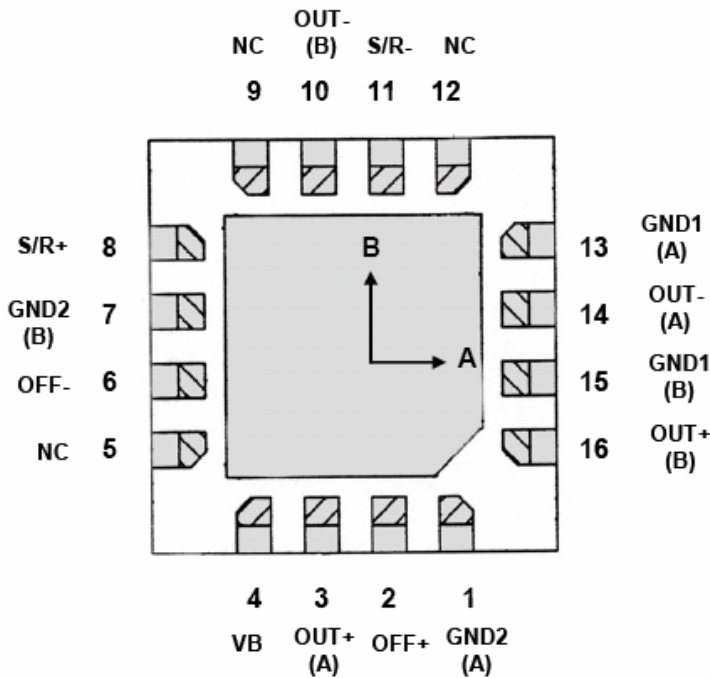 OUT-
NC (B) S/R- NC
9 10 11 12
S/R+ 8
GND2 7
(B)
OFF- 6
NC 5
B
A
13 GND1
(A)
14 OUT-
(A)
15 GND1
(B)
16 OUT+
(B)
4 3 2 1
VB OUT+ OFF+ GND2
(A) (A)